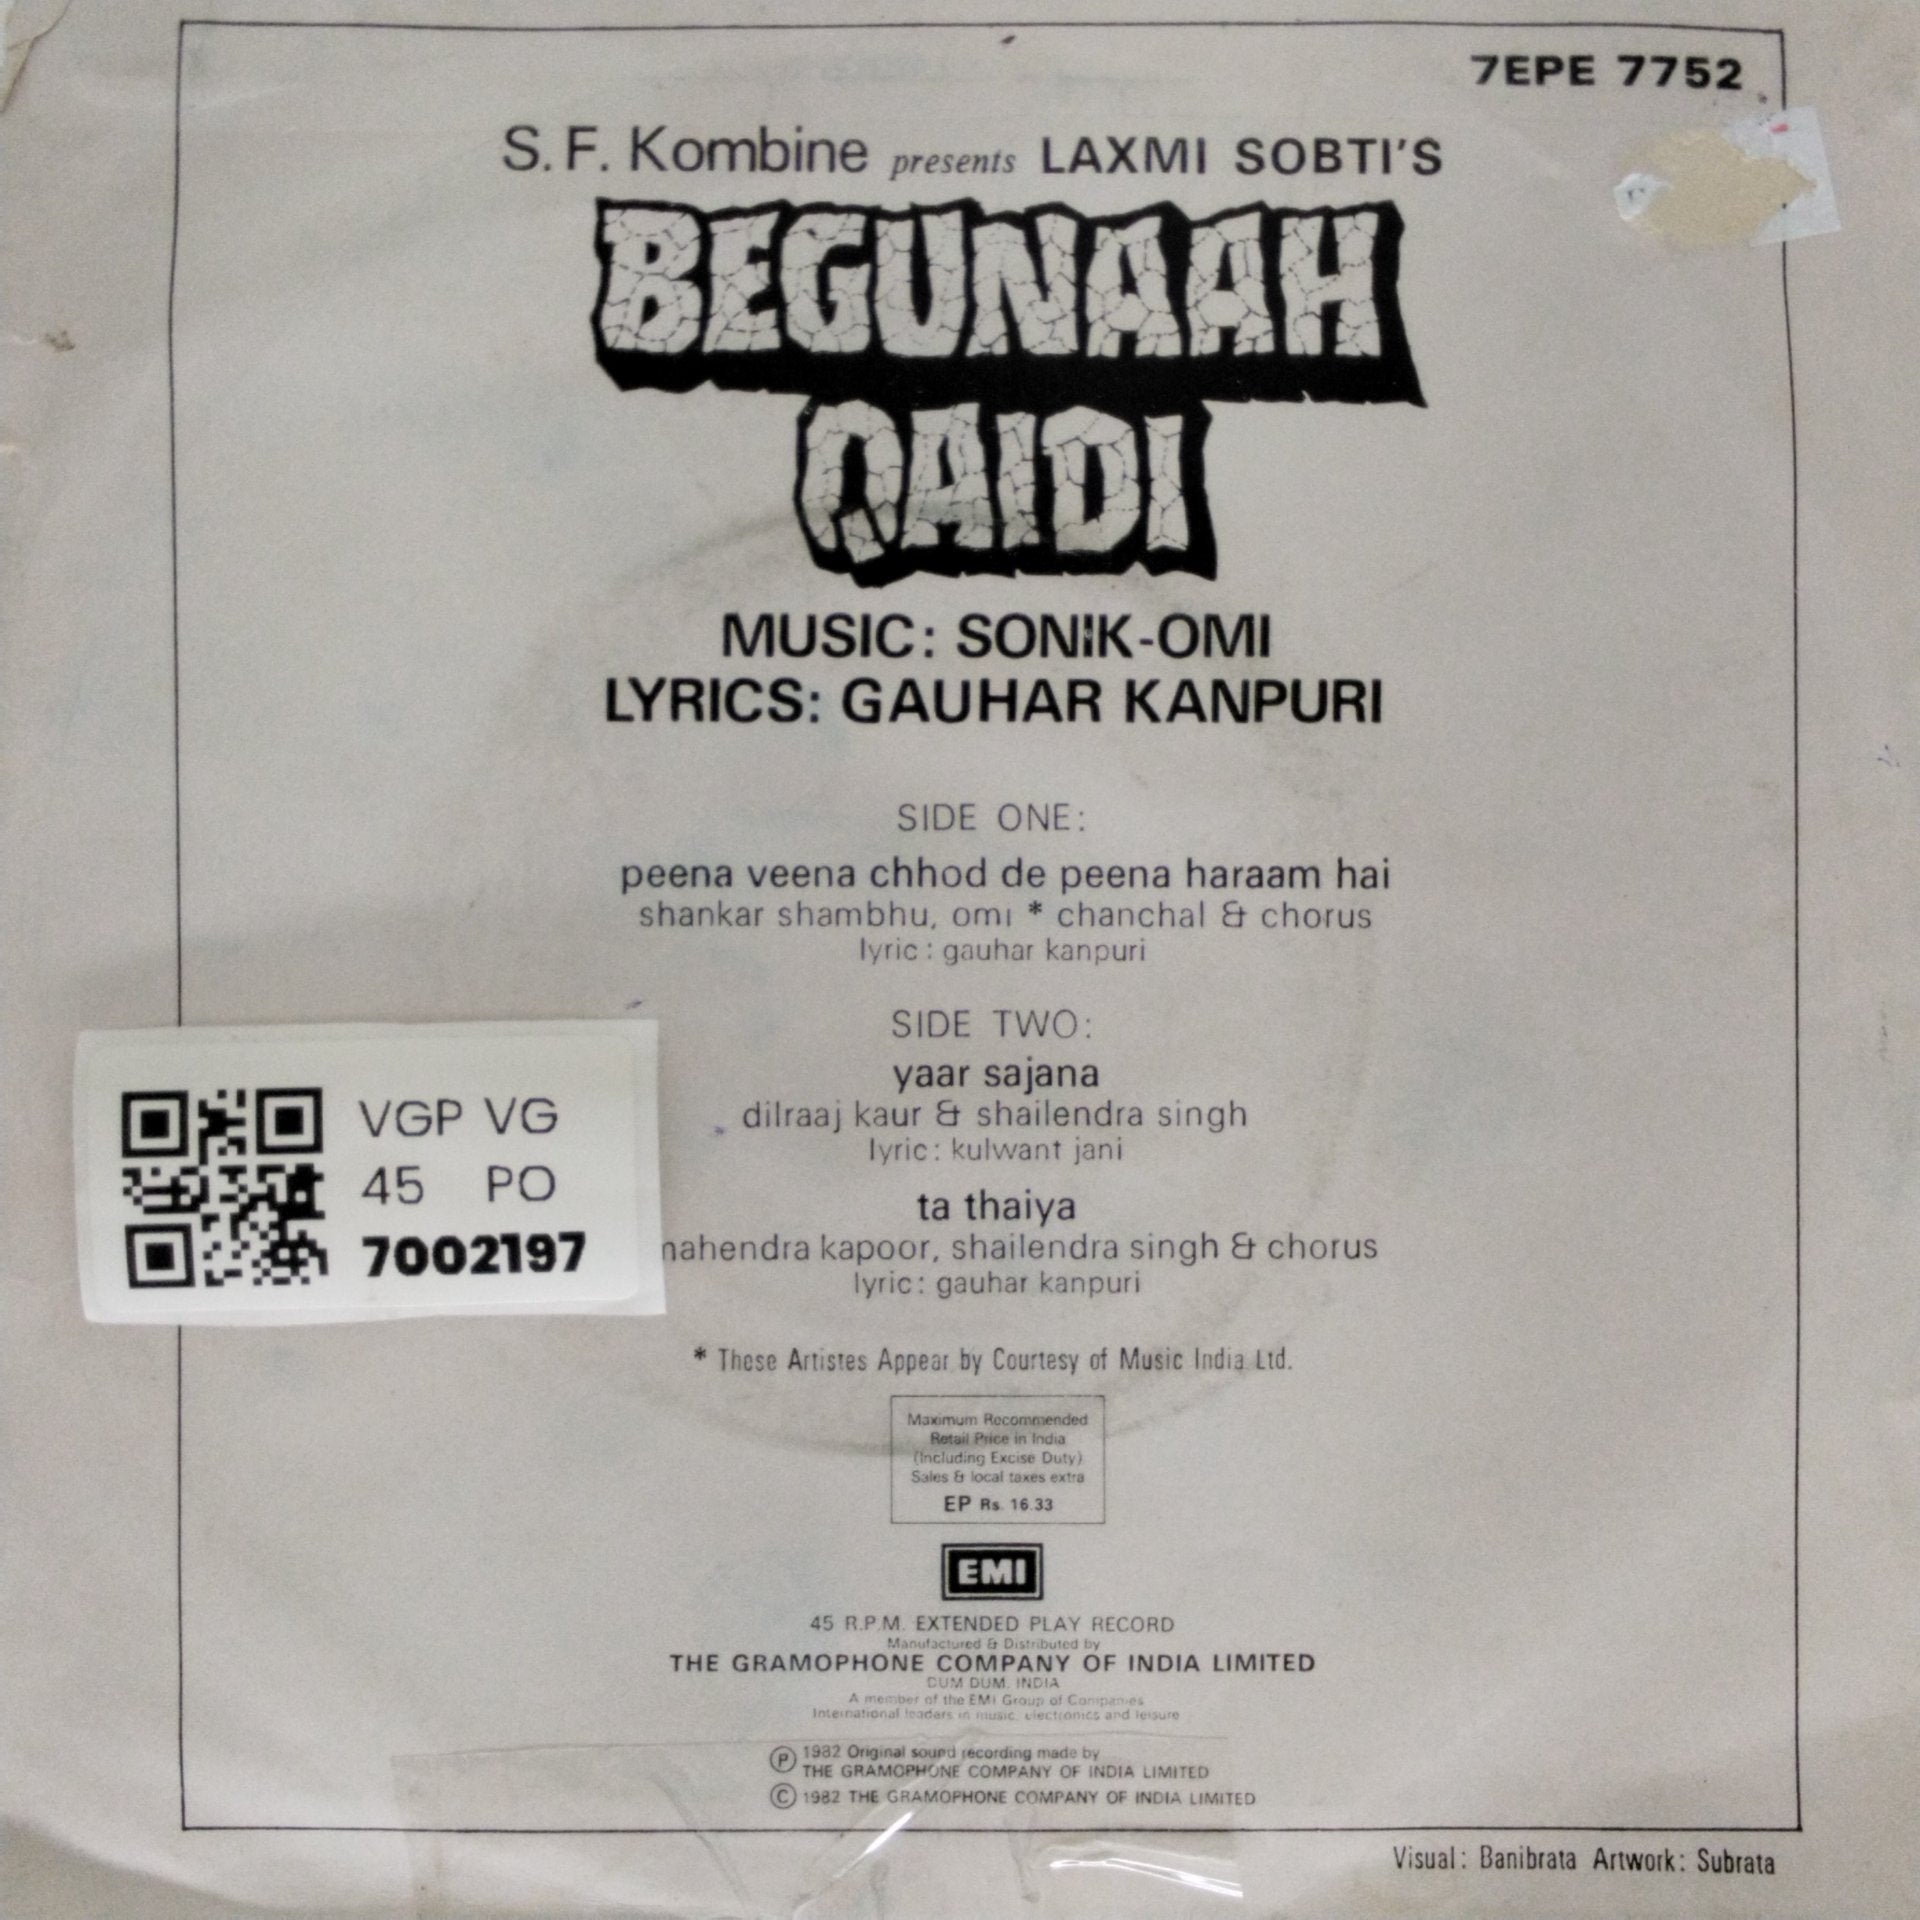 7EPE 7752
S. F. Kombine presents LAXMI SOBTI'S
BEGUNAAH
QAIDI
MUSIC: SONIK-OMI
LYRICS: GAUHAR KANPURI
SIDE ONE:
peena veena chhod de peena haraam hai
shankar shambhu, omi * chanchal & chorus
lyric : gauhar kanpuri
SIDE TWO:
yaar sajana
dilraaj kaur & shailendra singh
lyric : kulwant jani
ta thaiya
mahendra kapoor, shailendra singh & chorus
lyric : gauhar kanpuri
VGP VG
45 PO
7002197
* These Artistes Appear by Courtesy of Music India Ltd.
Maximum Recommended
Retail Price in India
(Including Excise Duty)
Sales & local taxes extra
EP Rs. 16.33
EMI
45 R.P.M. EXTENDED PLAY RECORD
Manufactured & Distributed by
THE GRAMOPHONE COMPANY OF INDIA LIMITED
DUM DUM, INDIA
A member of the EMI Group of Companies
International leaders in music, electronics and leisure
Ⓟ 1982 Original sound recording made by
THE GRAMOPHONE COMPANY OF INDIA LIMITED
© 1982 THE GRAMOPHONE COMPANY OF INDIA LIMITED
Visual : Banibrata Artwork : Subrata